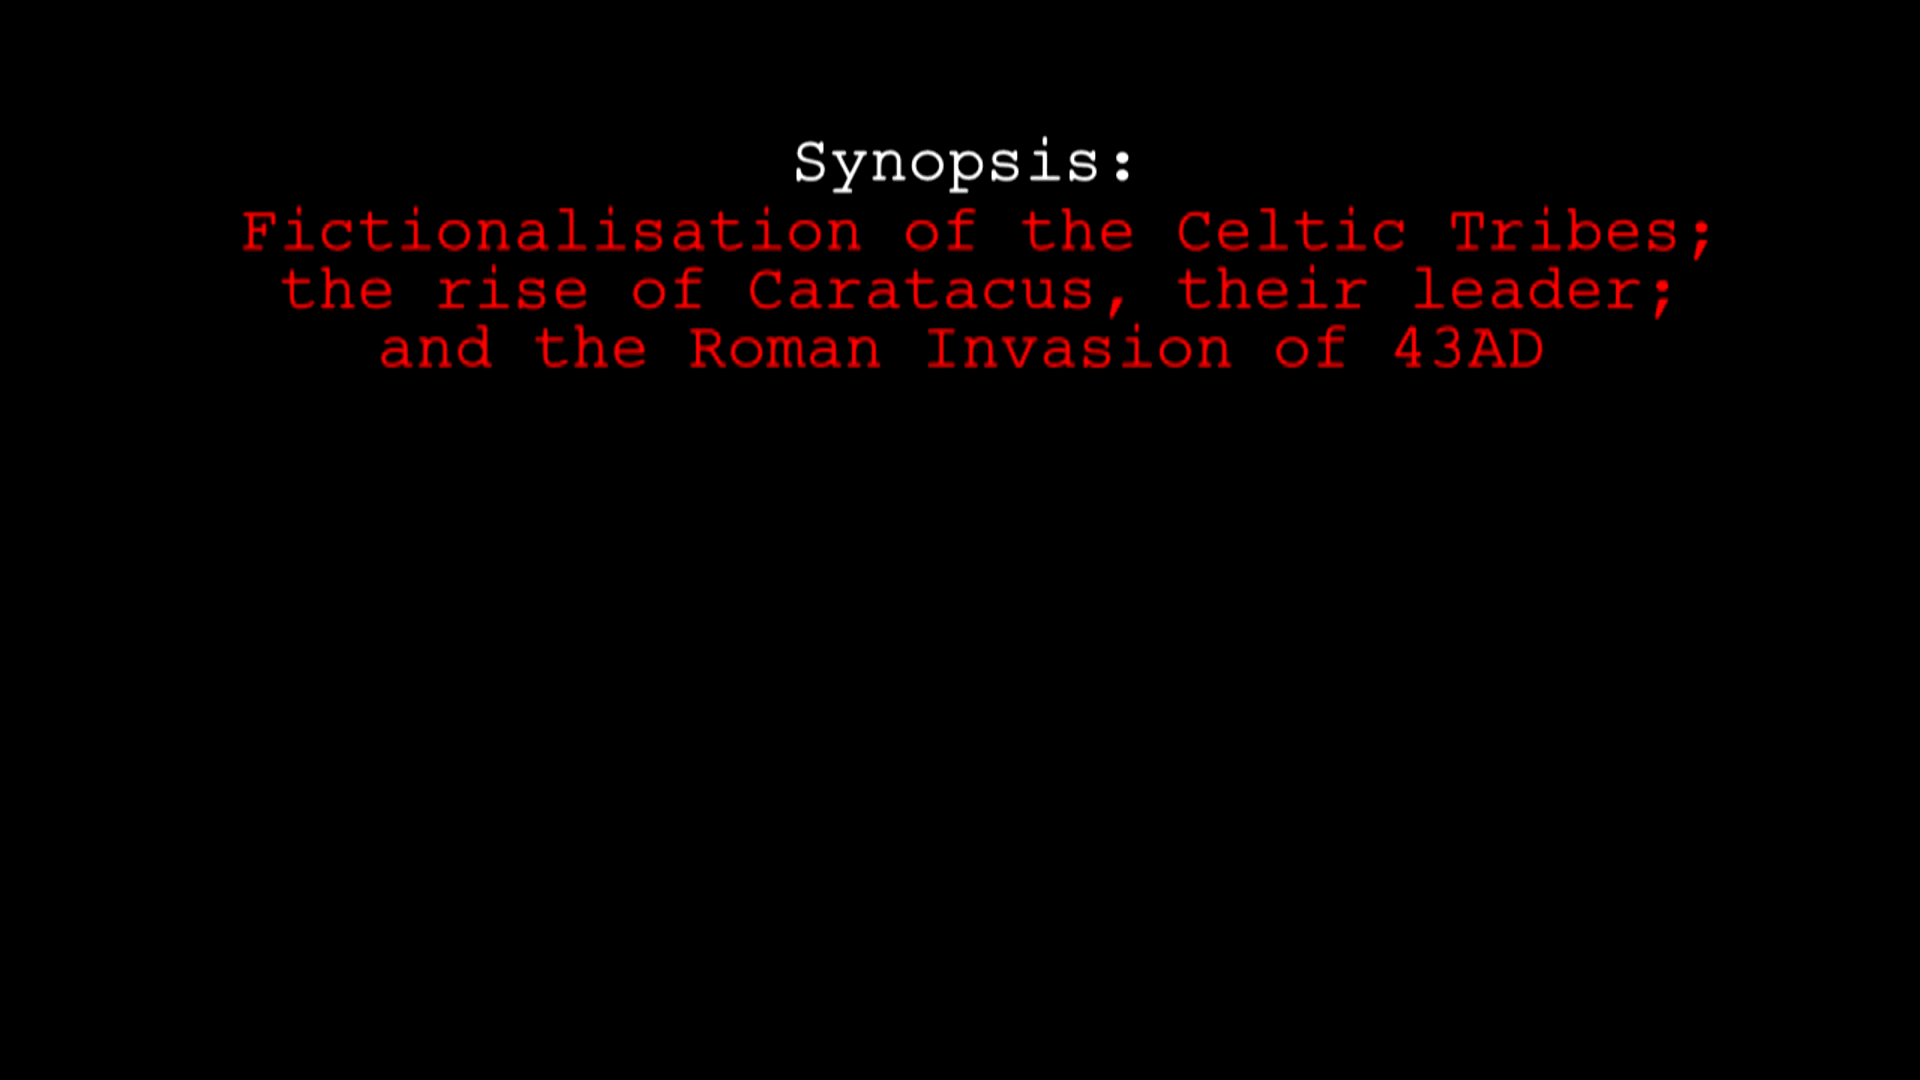 Synopsis:
Fictionalisation of the Celtic Tribes;
the rise of Caratacus, their leader;
and the Roman Invasion of 43AD